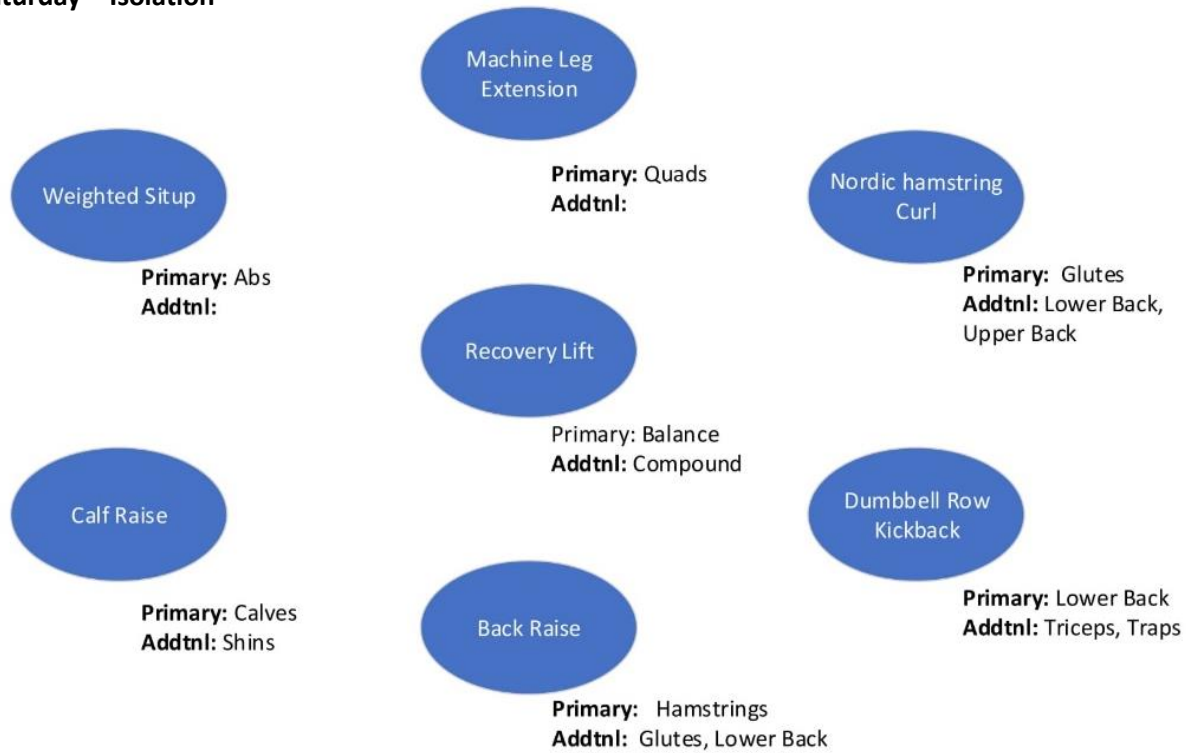 Isolation
Machine Leg
Extension
Primary: Quads
Addtnl:
Weighted Situp
Primary: Abs
Addtnl:
Nordic hamstring
Curl
Primary: Glutes
Addtnl: Lower Back,
Upper Back
Recovery Lift
Primary: Balance
Addtnl: Compound
Calf Raise
Primary: Calves
Addtnl: Shins
Dumbbell Row
Kickback
Primary: Lower Back
Addtnl: Triceps, Traps
Back Raise
Primary: Hamstrings
Addtnl: Glutes, Lower Back